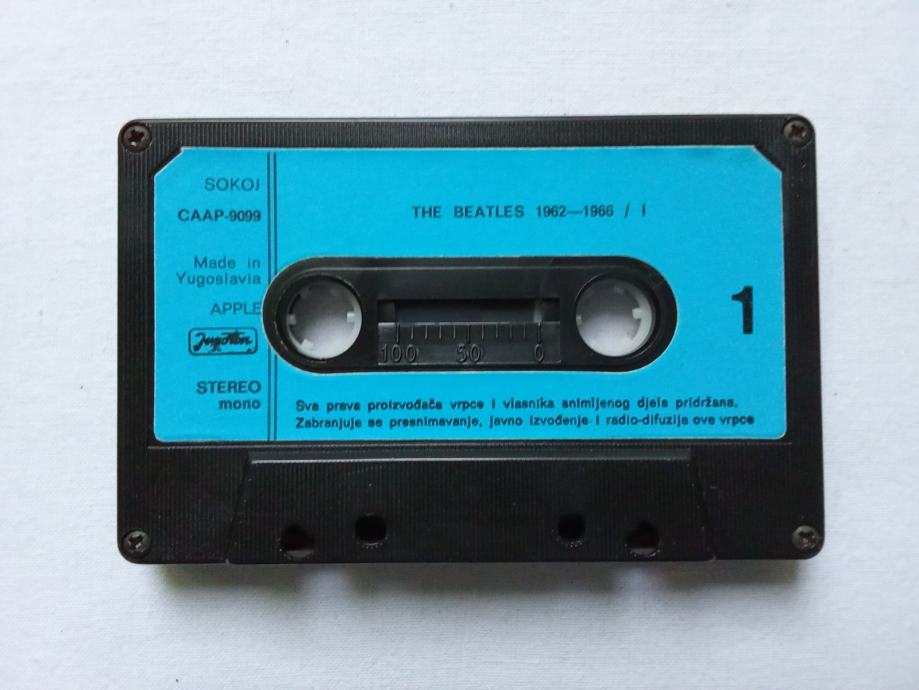 SOKOJ
CAAP-9099
Made in
Yugoslavia
APPLE
Jugoton
STEREO
mono
THE BEATLES 1962—1966 / I
1
100 50 0
Sva prava proizvođača vrpce i vlasnika snimljenog djela pridržana.
Zabranjuje se presnimavanje, javno izvođenje i radio-difuzija ove vrpce